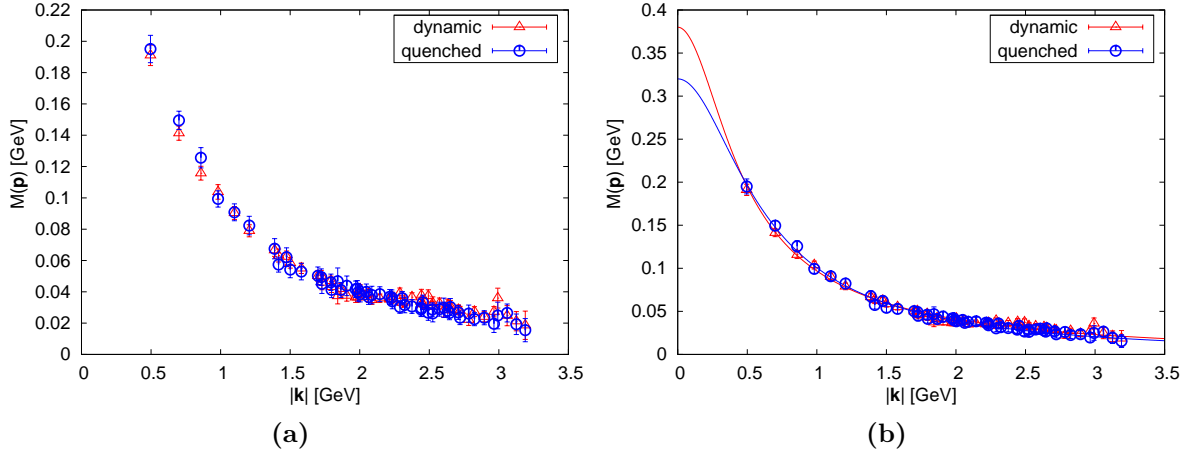 0.22
0.2
0.18
0.16
0.14
0.12
0.1
0.08
0.06
0.04
0.02
0
M(p) [GeV]
0 0.5 1 1.5 2 2.5 3 3.5
|k| [GeV]
dynamic
quenched
(a)
0.4
0.35
0.3
0.25
0.2
0.15
0.1
0.05
0
M(p) [GeV]
0 0.5 1 1.5 2 2.5 3 3.5
|k| [GeV]
dynamic
quenched
(b)